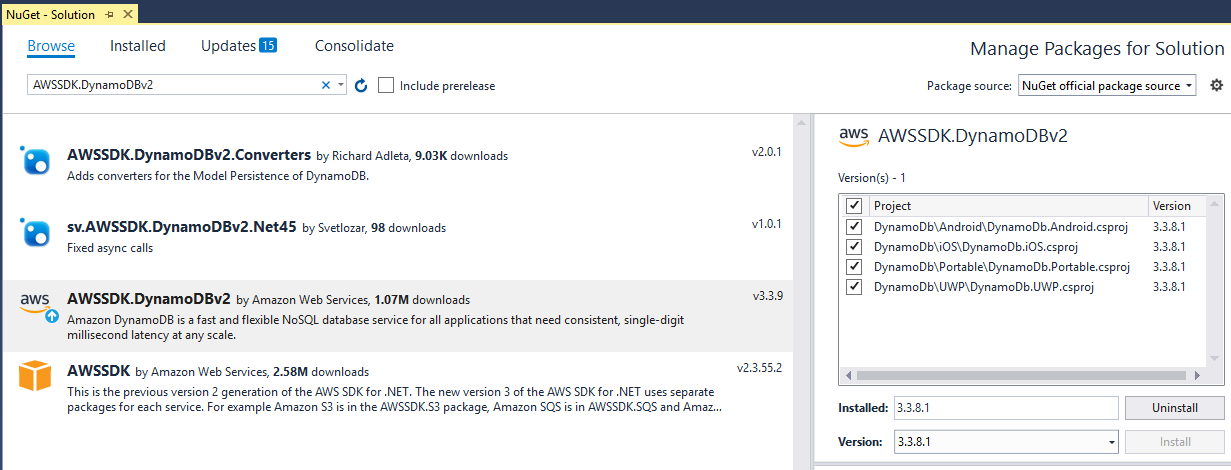 NuGet - Solution
Browse Installed Updates 15 Consolidate
Manage Packages for Solution
AWSSDK.DynamoDBv2
Include prerelease
Package source: NuGet official package source
AWSSDK.DynamoDBv2.Converters by Richard Adleta, 9.03K downloads v2.0.1
Adds converters for the Model Persistence of DynamoDB.
sv.AWSSDK.DynamoDBv2.Net45 by Svetlozar, 98 downloads v1.0.1
Fixed async calls
aws AWSSDK.DynamoDBv2 by Amazon Web Services, 1.07M downloads v3.3.9
Amazon DynamoDB is a fast and flexible NoSQL database service for all applications that need consistent, single-digit
millisecond latency at any scale.
AWSSDK by Amazon Web Services, 2.58M downloads v2.3.55.2
This is the previous version 2 generation of the AWS SDK for .NET. The new version 3 of the AWS SDK for .NET uses separate
packages for each service. For example Amazon S3 is in the AWSSDK.S3 package, Amazon SQS is in AWSSDK.SQS and Amaz...
aws AWSSDK.DynamoDBv2
Version(s) - 1
Project Version
DynamoDb\Android\DynamoDb.Android.csproj 3.3.8.1
DynamoDb\iOS\DynamoDb.iOS.csproj 3.3.8.1
DynamoDb\Portable\DynamoDb.Portable.csproj 3.3.8.1
DynamoDb\UWP\DynamoDb.UWP.csproj 3.3.8.1
Installed: 3.3.8.1 Uninstall
Version: 3.3.8.1 Install